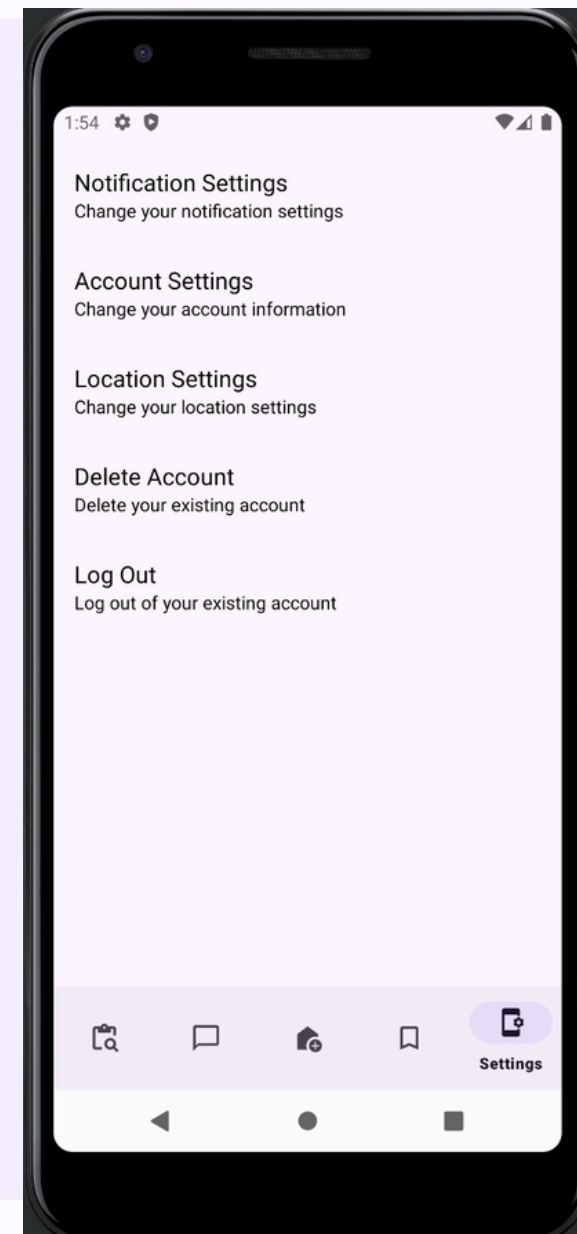 1:54
Notification Settings
Change your notification settings
Account Settings
Change your account information
Location Settings
Change your location settings
Delete Account
Delete your existing account
Log Out
Log out of your existing account
Settings